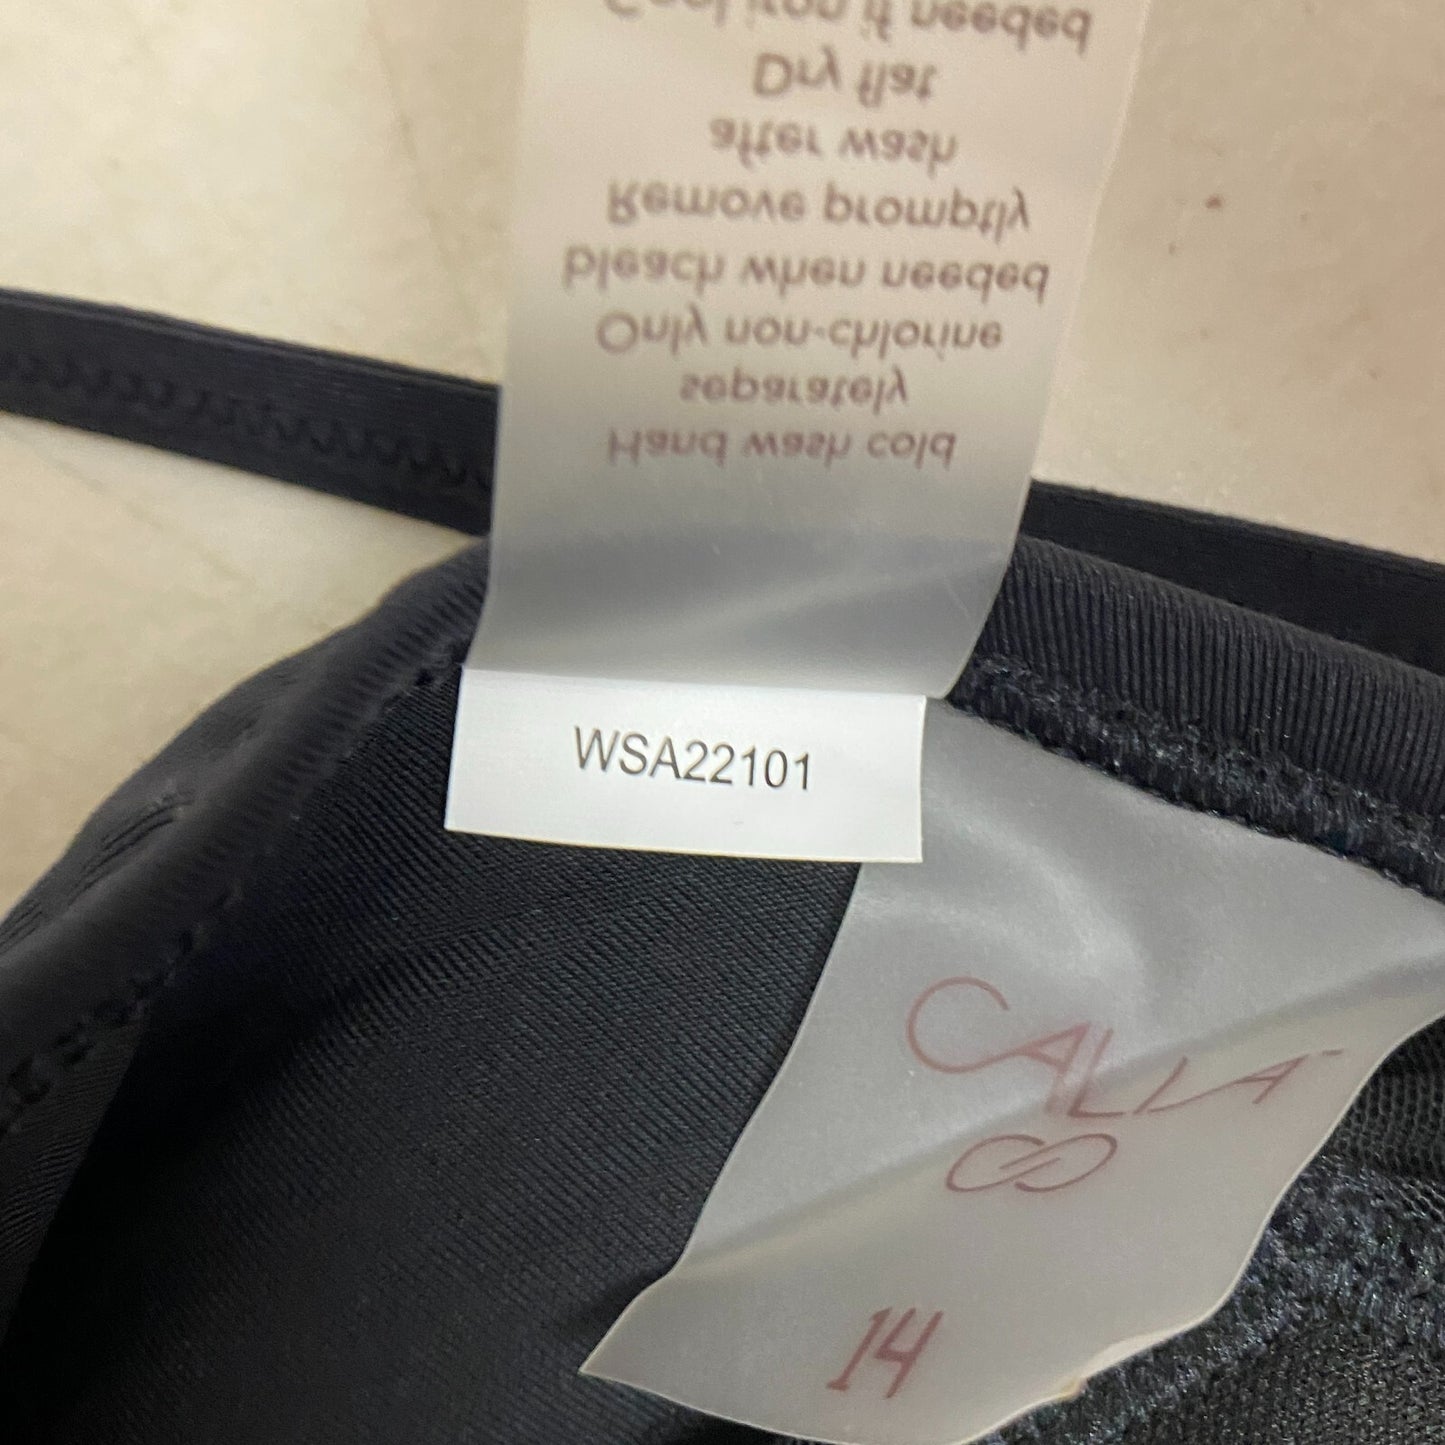 Hand wash cold
separately
Only non-chlorine
bleach when needed
Remove promptly
after wash
Dry flat
Cool iron if needed
WSA22101
CALLA™
14